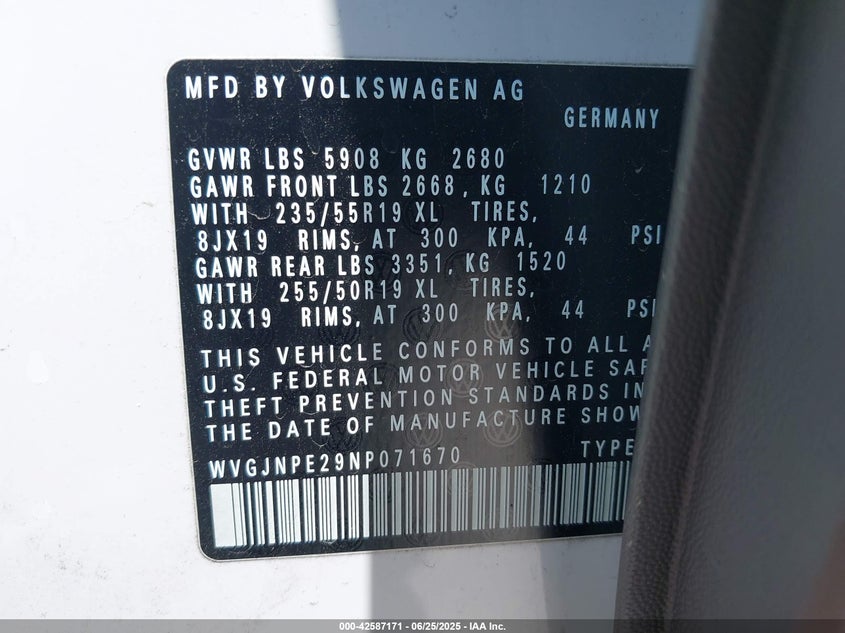 MFD BY VOLKSWAGEN AG
GERMANY
GVWR LBS 5908 KG 2680
GAWR FRONT LBS 2668, KG 1210
WITH 235/55R19 XL TIRES,
8JX19 RIMS, AT 300 KPA, 44 PSI
GAWR REAR LBS 3351, KG 1520
WITH 255/50R19 XL TIRES,
8JX19 RIMS, AT 300 KPA, 44 PSI
THIS VEHICLE CONFORMS TO ALL A
U.S. FEDERAL MOTOR VEHICLE SAF
THEFT PREVENTION STANDARDS IN
THE DATE OF MANUFACTURE SHOW
WVGJNPE29NP071670 TYPE
000-42587171 - 06/25/2025 - IAA Inc.